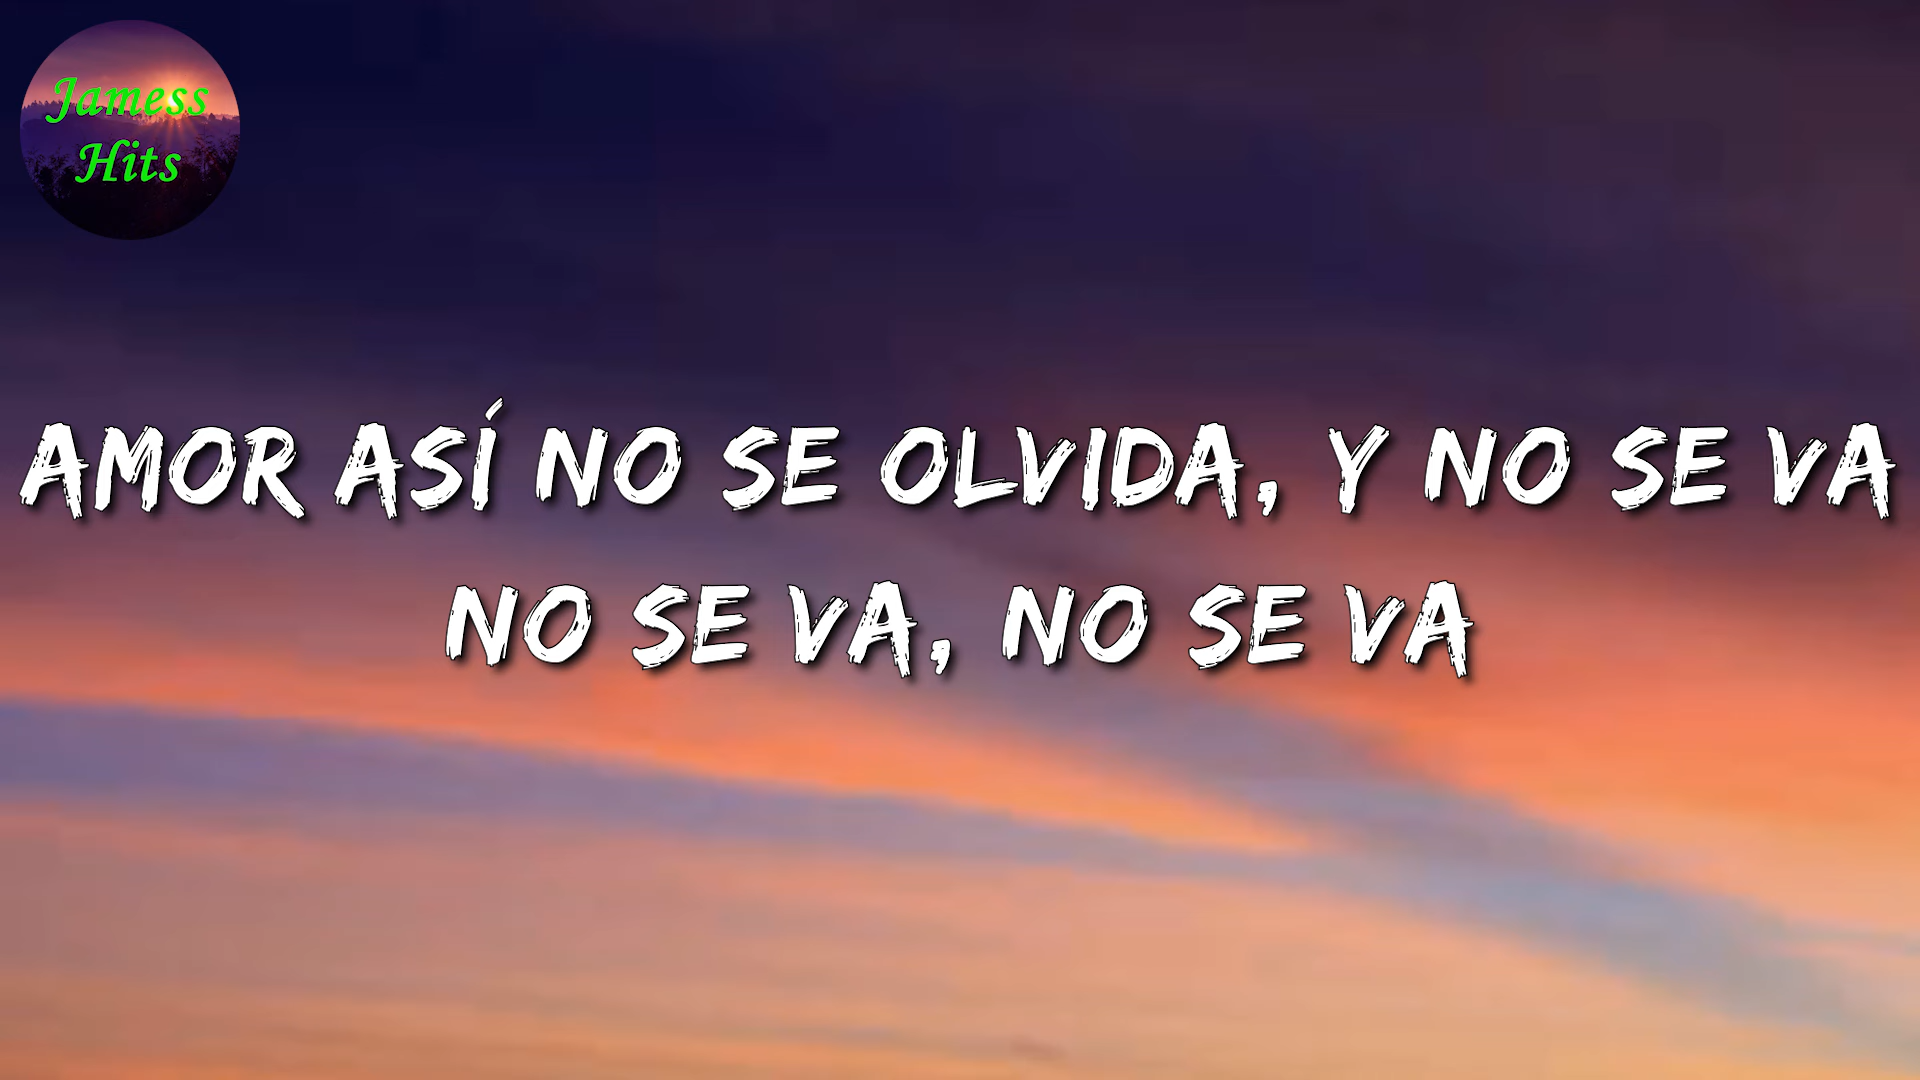 Jamess
Hits
AMOR ASÍ NO SE OLVIDA, Y NO SE VA
NO SE VA, NO SE VA